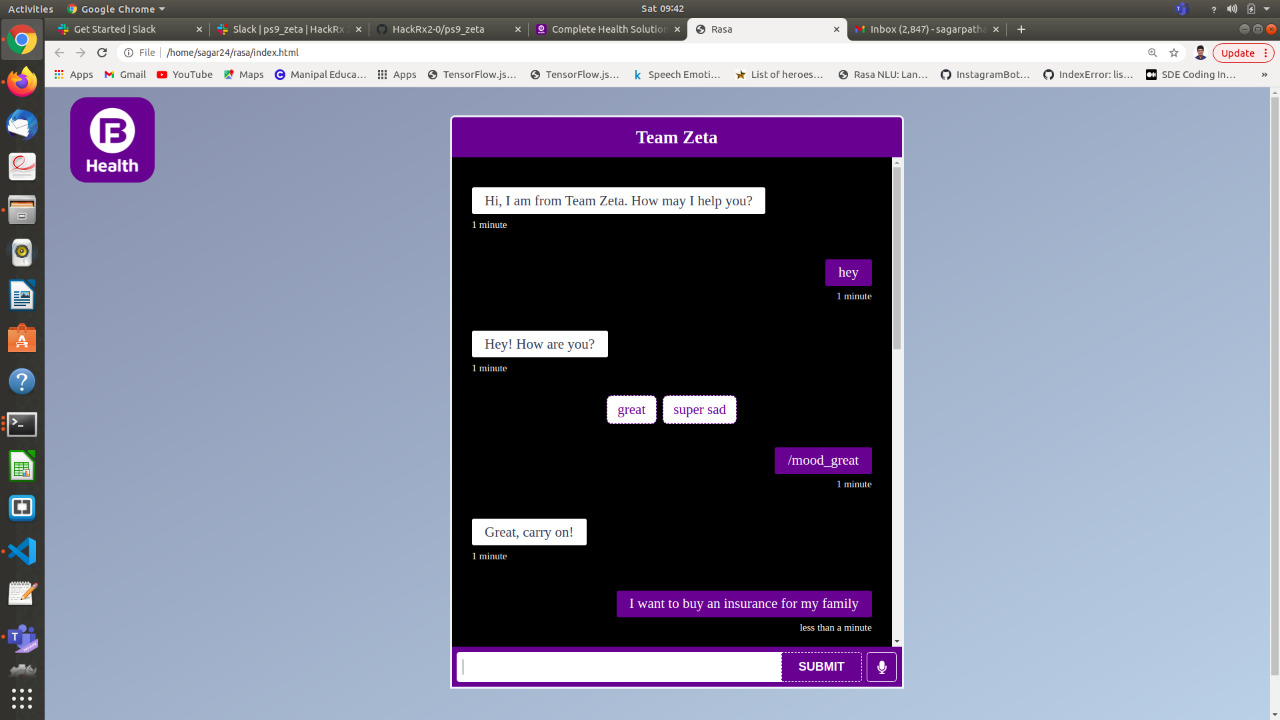 Activities
Google Chrome
Sat 09:42
Get Started | Slack
Slack | ps9_zeta | HackRx 2
HackRx2-0/ps9_zeta
Complete Health Solution
Rasa
Inbox (2,847) - sagarpatha
File
/home/sagar24/rasa/index.html
Update
Apps
Gmail
YouTube
Maps
Manipal Educa…
Apps
TensorFlow.js…
TensorFlow.js…
Speech Emoti…
List of heroes…
Rasa NLU: Lan…
InstagramBot…
IndexError: lis…
SDE Coding In…
»
Health
Team Zeta
Hi, I am from Team Zeta. How may I help you?
1 minute
hey
1 minute
Hey! How are you?
1 minute
great
super sad
/mood_great
1 minute
Great, carry on!
1 minute
I want to buy an insurance for my family
less than a minute
SUBMIT